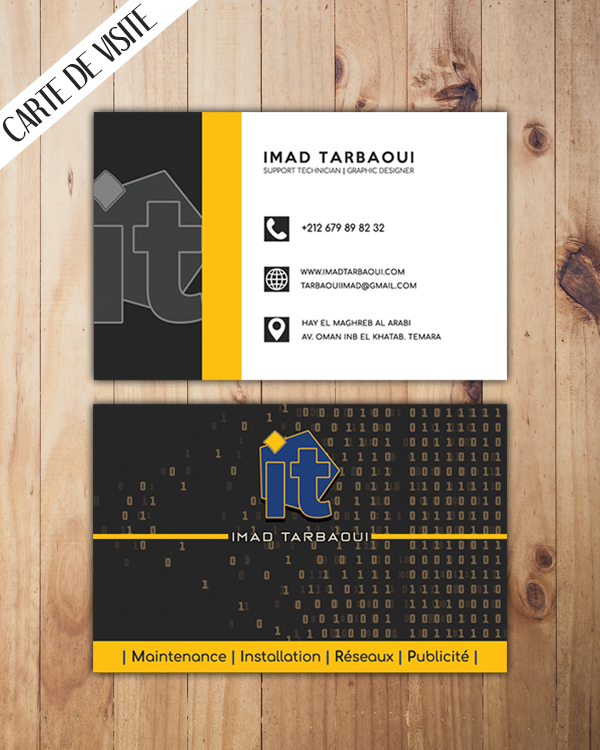 CARTE DE VISITE
it
IMAD TARBAOUI
SUPPORT TECHNICIAN | GRAPHIC DESIGNER
+212 679 89 82 32
WWW.IMADTARBAOUI.COM
TARBAOUIIMAD@GMAIL.COM
HAY EL MAGHREB AL ARABI
AV. OMAN INB EL KHATAB. TEMARA
it
IMAD TARBAOUI
| Maintenance | Installation | Réseaux | Publicité |